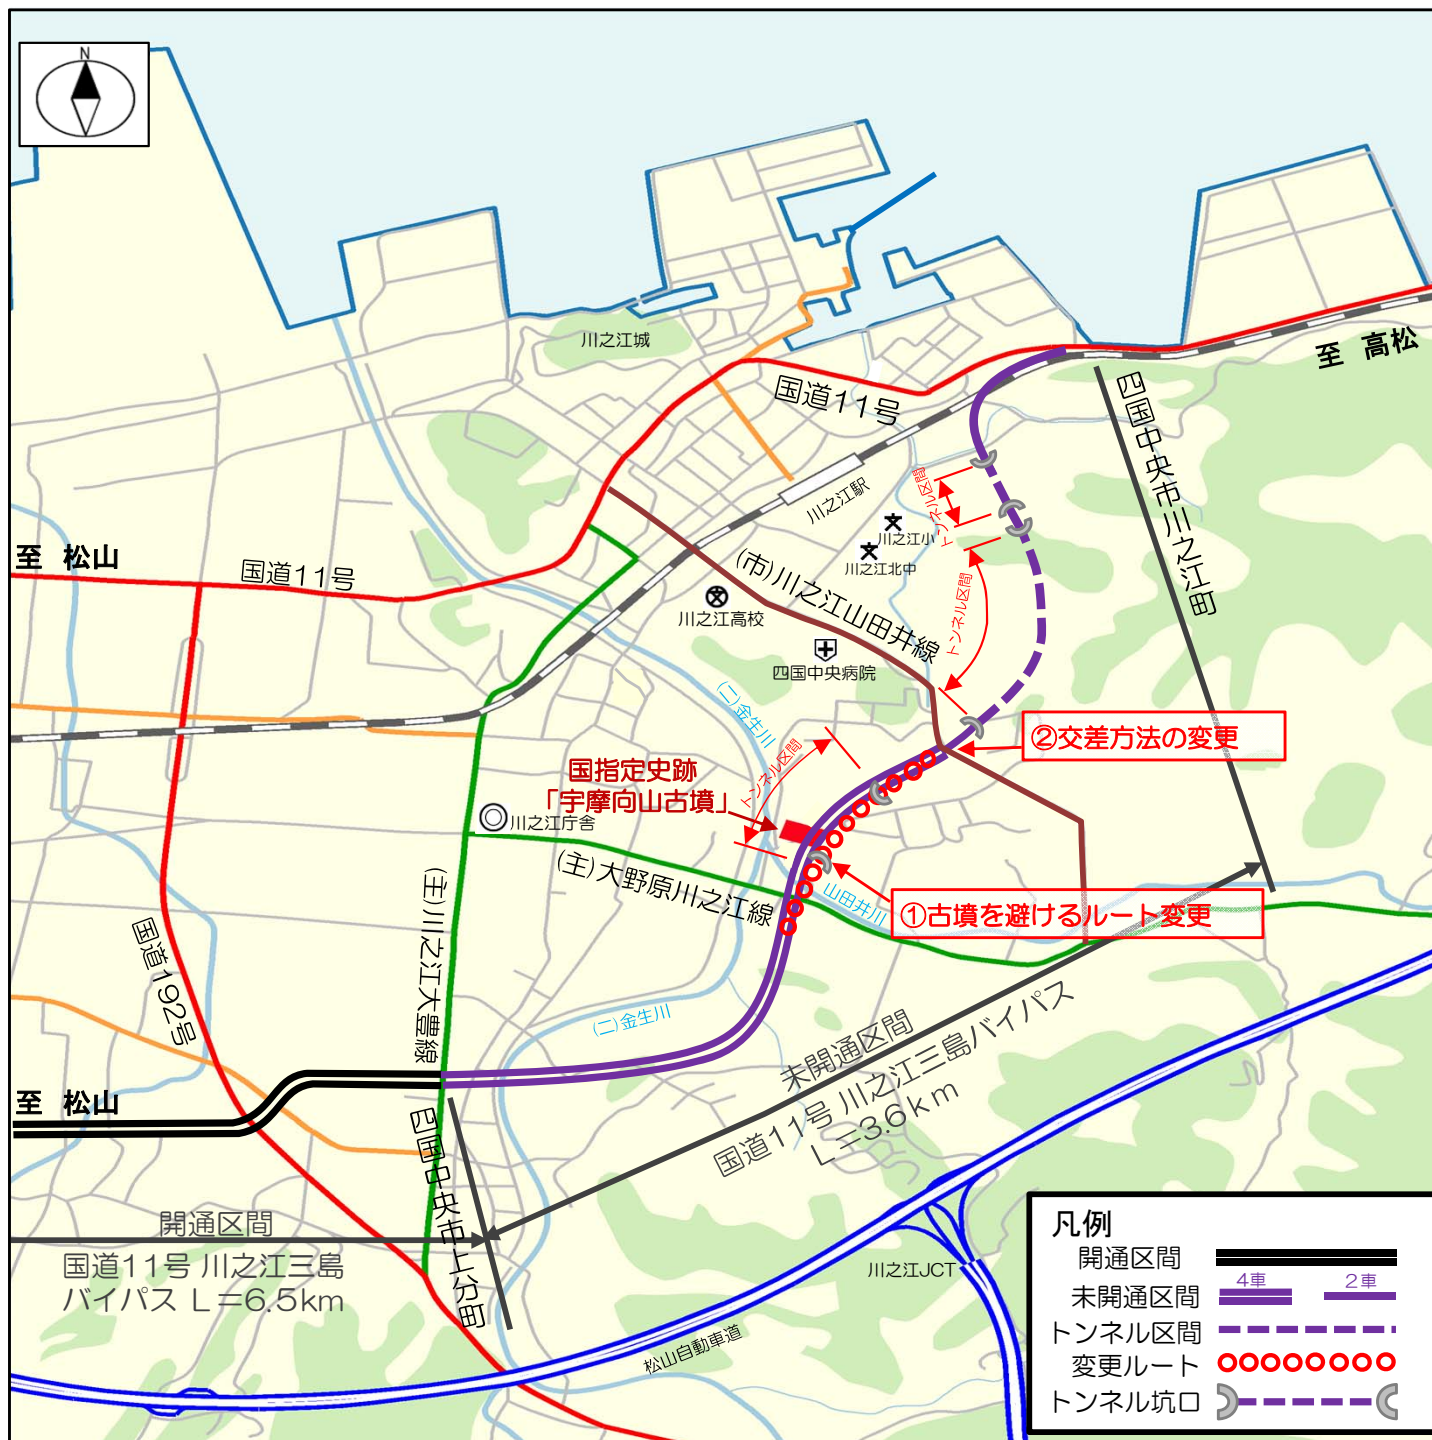 N
川之江城
至 高松
国道11号
四国中央市川之江町
川之江駅
トンネル区間
川之江小
川之江北中
至 松山
国道11号
(市)川之江山田井線
川之江高校
トンネル区間
四国中央病院
(二)金生川
②交差方法の変更
トンネル区間
国指定史跡
「宇摩向山古墳」
川之江庁舎
(主)大野原川之江線
山田井川
①古墳を避けるルート変更
(主)川之江大豊線
国道192号
(二)金生川
未開通区間
国道11号 川之江三島バイパス
L=3.6km
至 松山
四国中央市上分町
開通区間
国道11号 川之江三島
バイパス L=6.5km
川之江JCT
松山自動車道
凡例
開通区間
未開通区間 4車 2車
トンネル区間
変更ルート
トンネル坑口